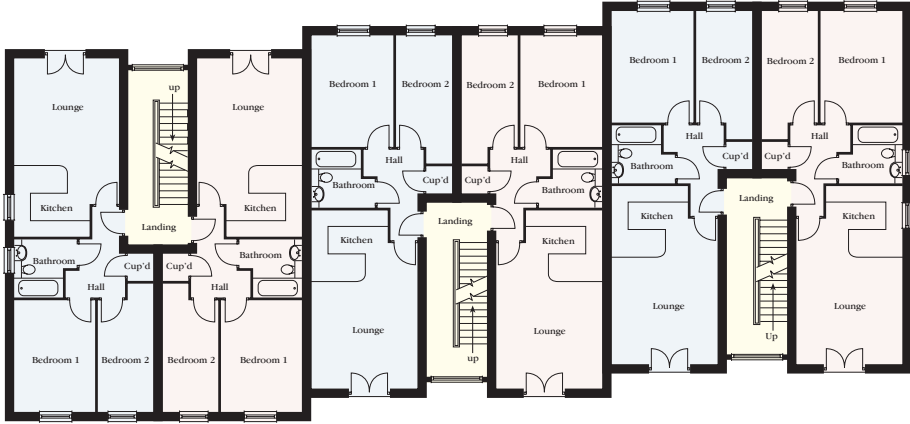 up
Lounge
Lounge
Kitchen
Kitchen
Landing
Bathroom
Bathroom
Cup'd
Cup'd
Hall
Hall
Bedroom 1
Bedroom 2
Bedroom 2
Bedroom 1
Bedroom 1
Bedroom 2
Bedroom 2
Bedroom 1
Hall
Hall
Bathroom
Cup'd
Cup'd
Bathroom
Landing
Kitchen
Kitchen
Lounge
Lounge
up
Bedroom 1
Bedroom 2
Bedroom 2
Bedroom 1
Hall
Hall
Bathroom
Cup'd
Cup'd
Bathroom
Landing
Kitchen
Kitchen
Lounge
Lounge
Up